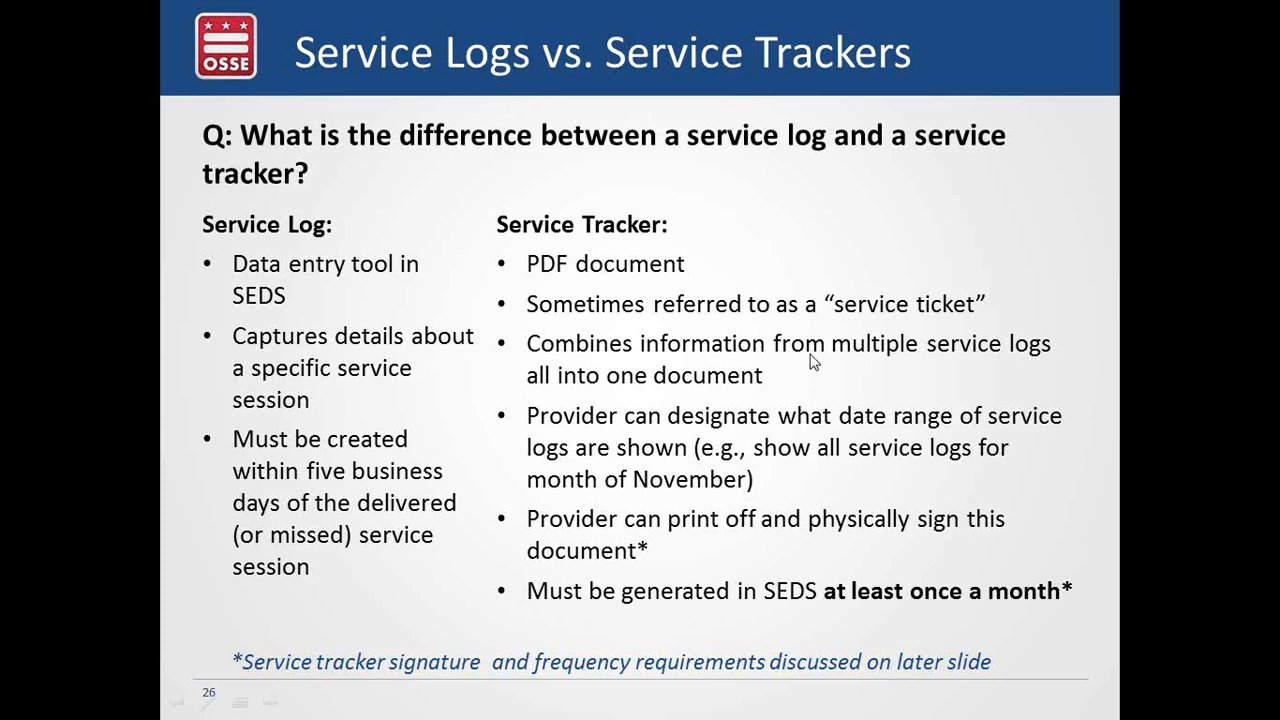 OSSE
Service Logs vs. Service Trackers
Q: What is the difference between a service log and a service
tracker?
Service Log:
• Data entry tool in
SEDS
• Captures details about
a specific service
session
• Must be created
within five business
days of the delivered
(or missed) service
session
Service Tracker:
• PDF document
• Sometimes referred to as a “service ticket”
• Combines information from multiple service logs
all into one document
• Provider can designate what date range of service
logs are shown (e.g., show all service logs for
month of November)
• Provider can print off and physically sign this
document*
• Must be generated in SEDS at least once a month*
*Service tracker signature and frequency requirements discussed on later slide
26